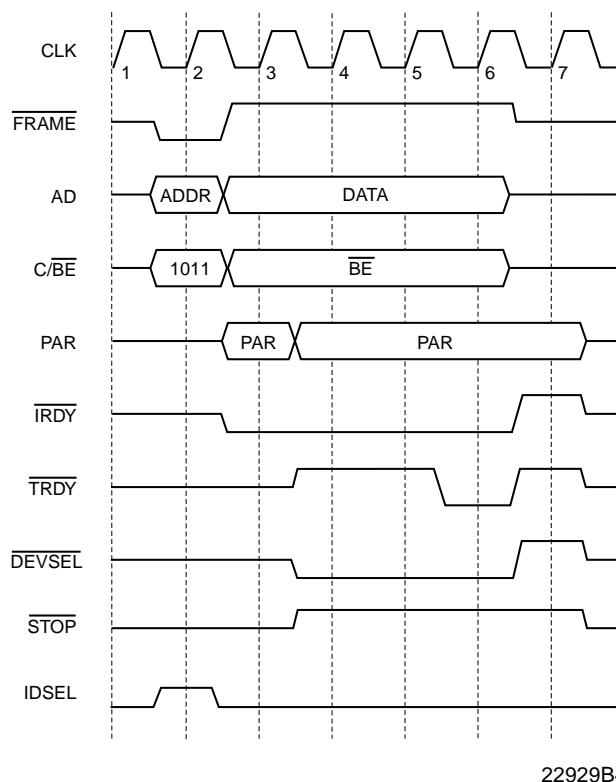 CLK
1 2 3 4 5 6 7
FRAME
AD ADDR DATA
C/BE 1011 BE
PAR PAR PAR
IRDY
TRDY
DEVSEL
STOP
IDSEL
22929B